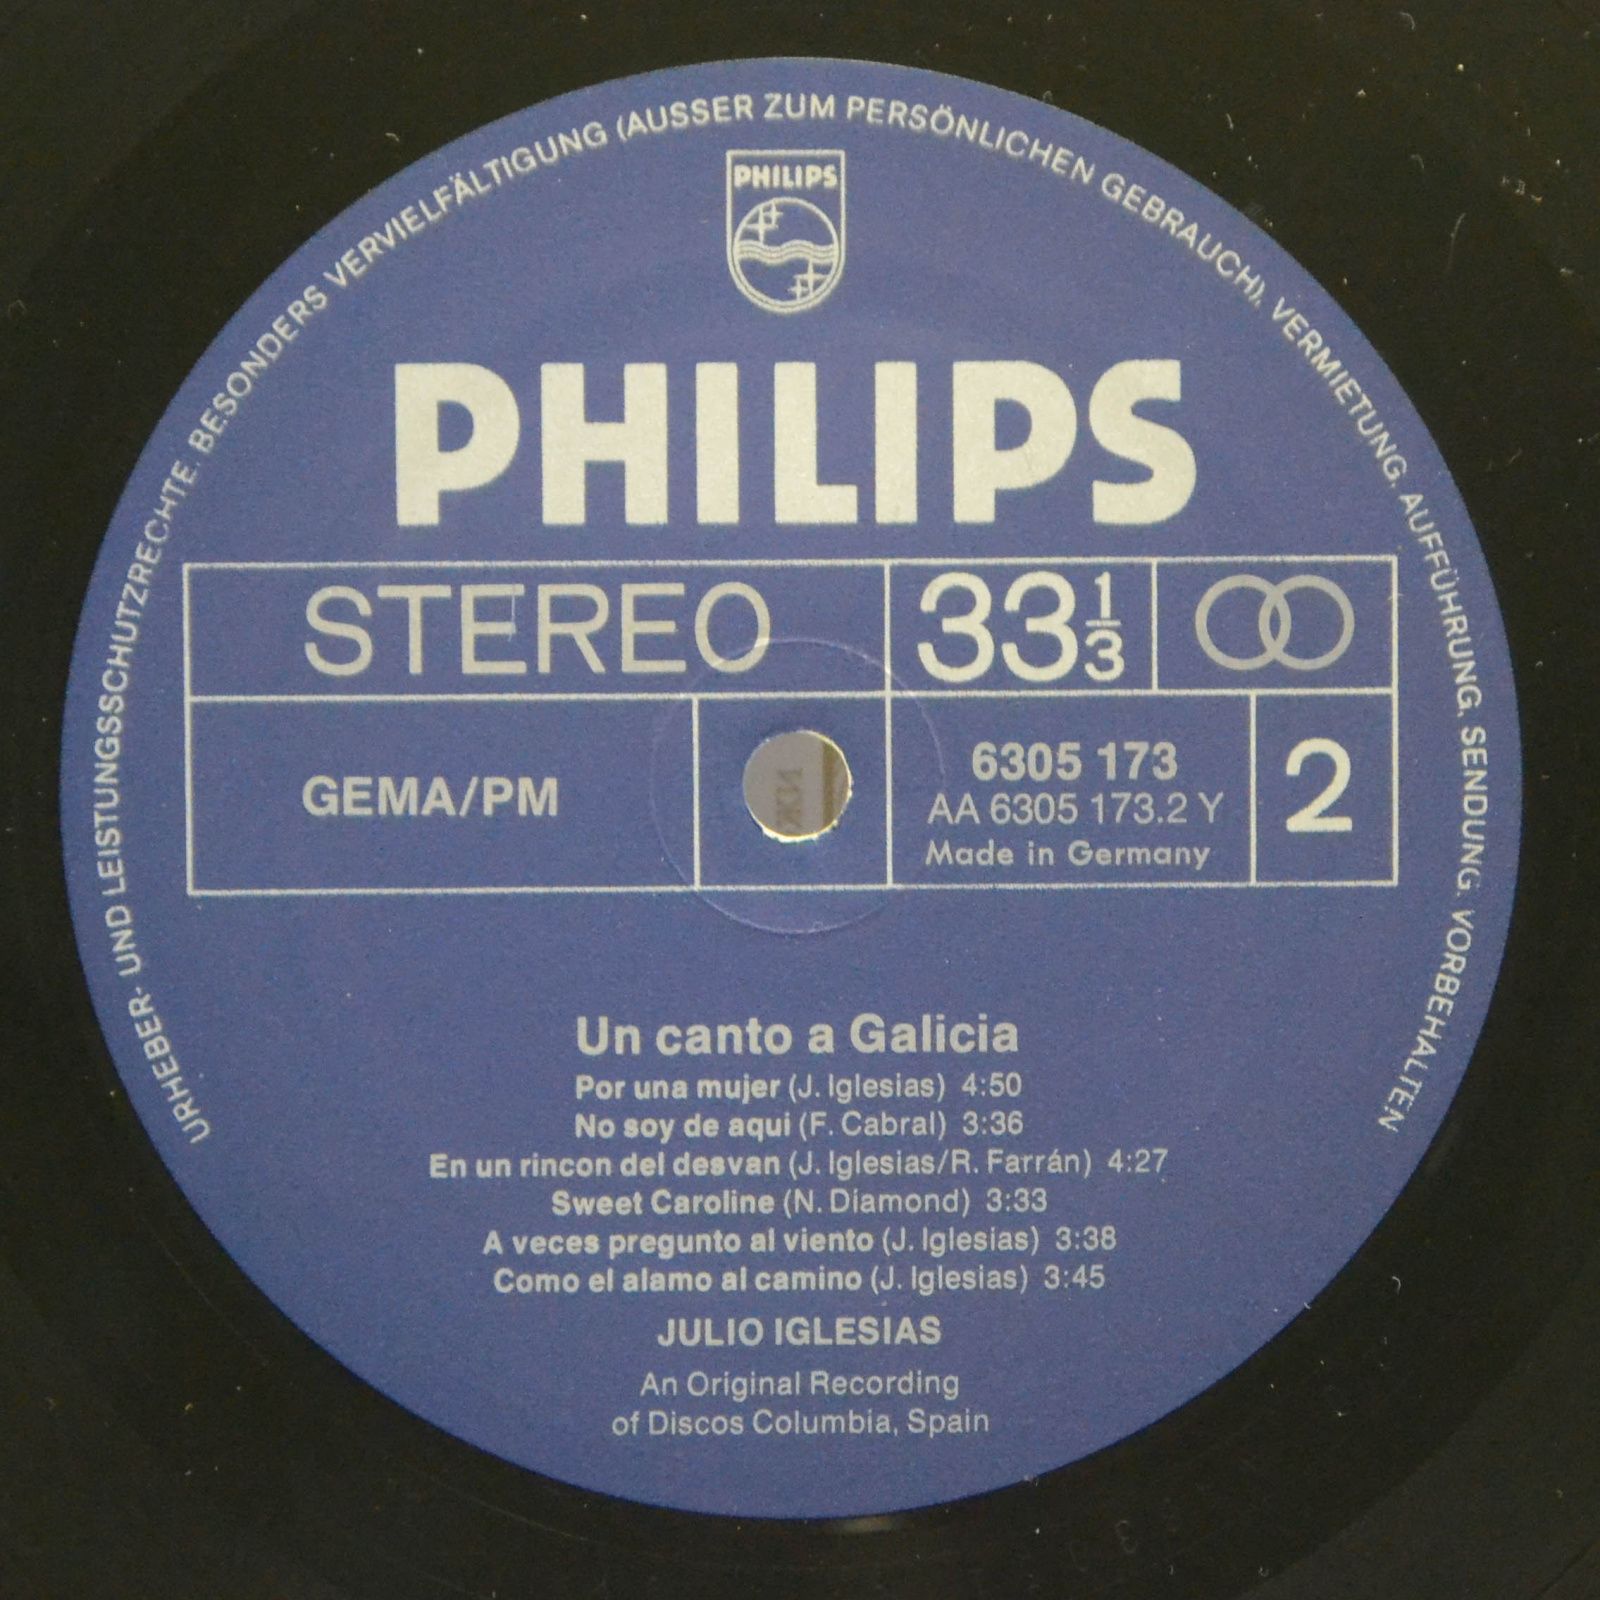 URHEBER- UND LEISTUNGSSCHUTZRECHTE, BESONDERS VERVIELFÄLTIGUNG (AUSSER ZUM PERSÖNLICHEN GEBRAUCH), VERMIETUNG, AUFFÜHRUNG, SENDUNG, VORBEHALTEN
PHILIPS
PHILIPS
STEREO 33 1/3
GEMA/PM
6305 173
AA 6305 173.2 Y
Made in Germany
2
Un canto a Galicia
Por una mujer (J. Iglesias) 4:50
No soy de aqui (F. Cabral) 3:36
En un rincon del desvan (J. Iglesias/R. Farrán) 4:27
Sweet Caroline (N. Diamond) 3:33
A veces pregunto al viento (J. Iglesias) 3:38
Como el alamo al camino (J. Iglesias) 3:45
JULIO IGLESIAS
An Original Recording
of Discos Columbia, Spain